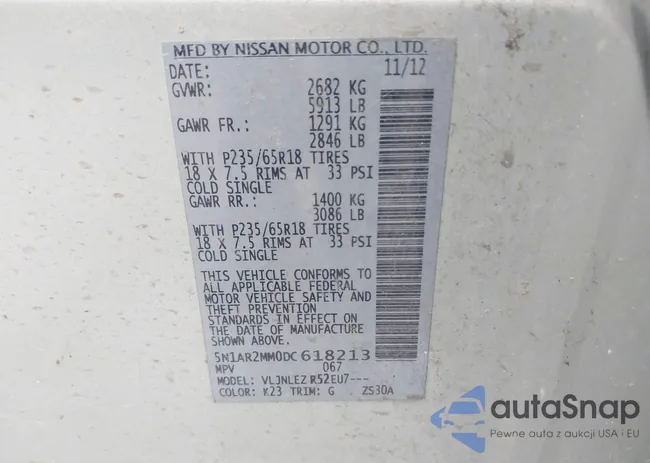 MFD BY NISSAN MOTOR CO., LTD.
DATE: 11/12
GVWR: 2682 KG
5913 LB
GAWR FR.: 1291 KG
2846 LB
WITH P235/65R18 TIRES
18 X 7.5 RIMS AT 33 PSI
COLD SINGLE
GAWR RR.: 1400 KG
3086 LB
WITH P235/65R18 TIRES
18 X 7.5 RIMS AT 33 PSI
COLD SINGLE
THIS VEHICLE CONFORMS TO
ALL APPLICABLE FEDERAL
MOTOR VEHICLE SAFETY AND
THEFT PREVENTION
STANDARDS IN EFFECT ON
THE DATE OF MANUFACTURE
SHOWN ABOVE.
5N1AR2MM0DC618213
MPV 067
MODEL: VLJNLEZ R52EU7---
COLOR: K23 TRIM: G ZS30A
autaSnap
Pewne auta z aukcji USA i EU